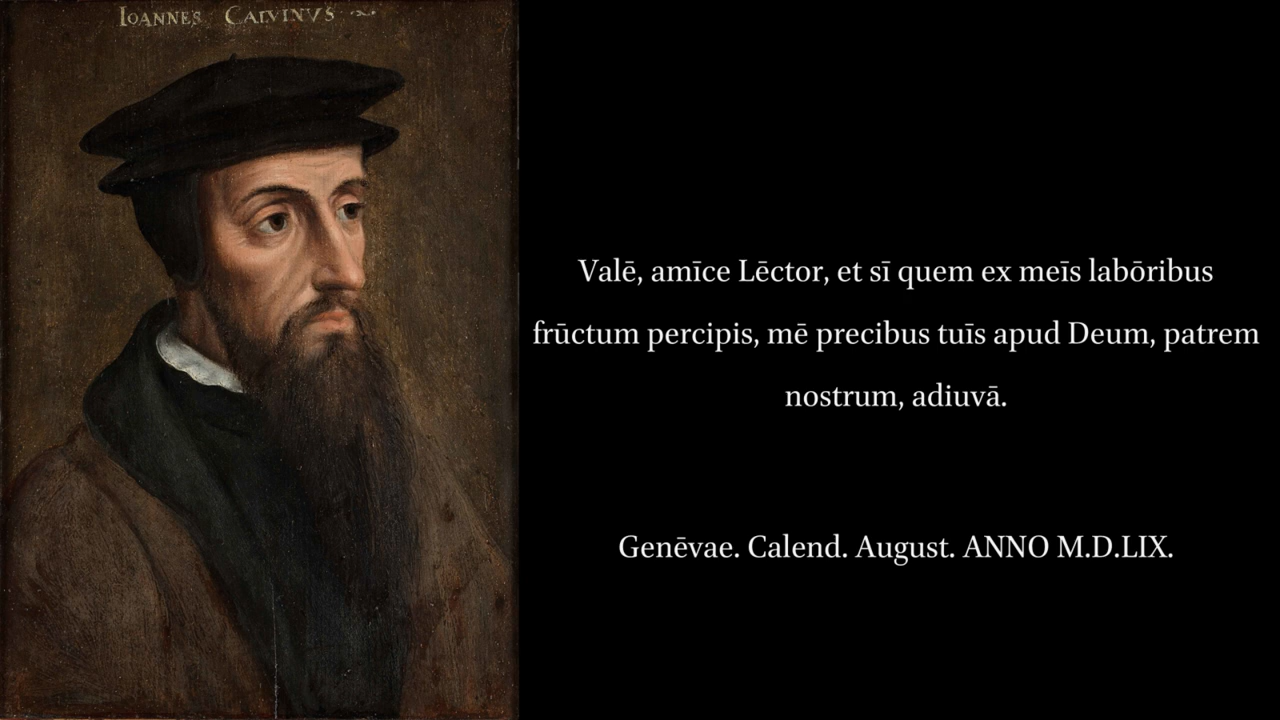 IOANNES CALVINVS
Valē, amīce Lēctor, et sī quem ex meīs labōribus
frūctum percipis, mē precibus tuīs apud Deum, patrem
nostrum, adiuvā.
Genēvae. Calend. August. ANNO M.D.LIX.